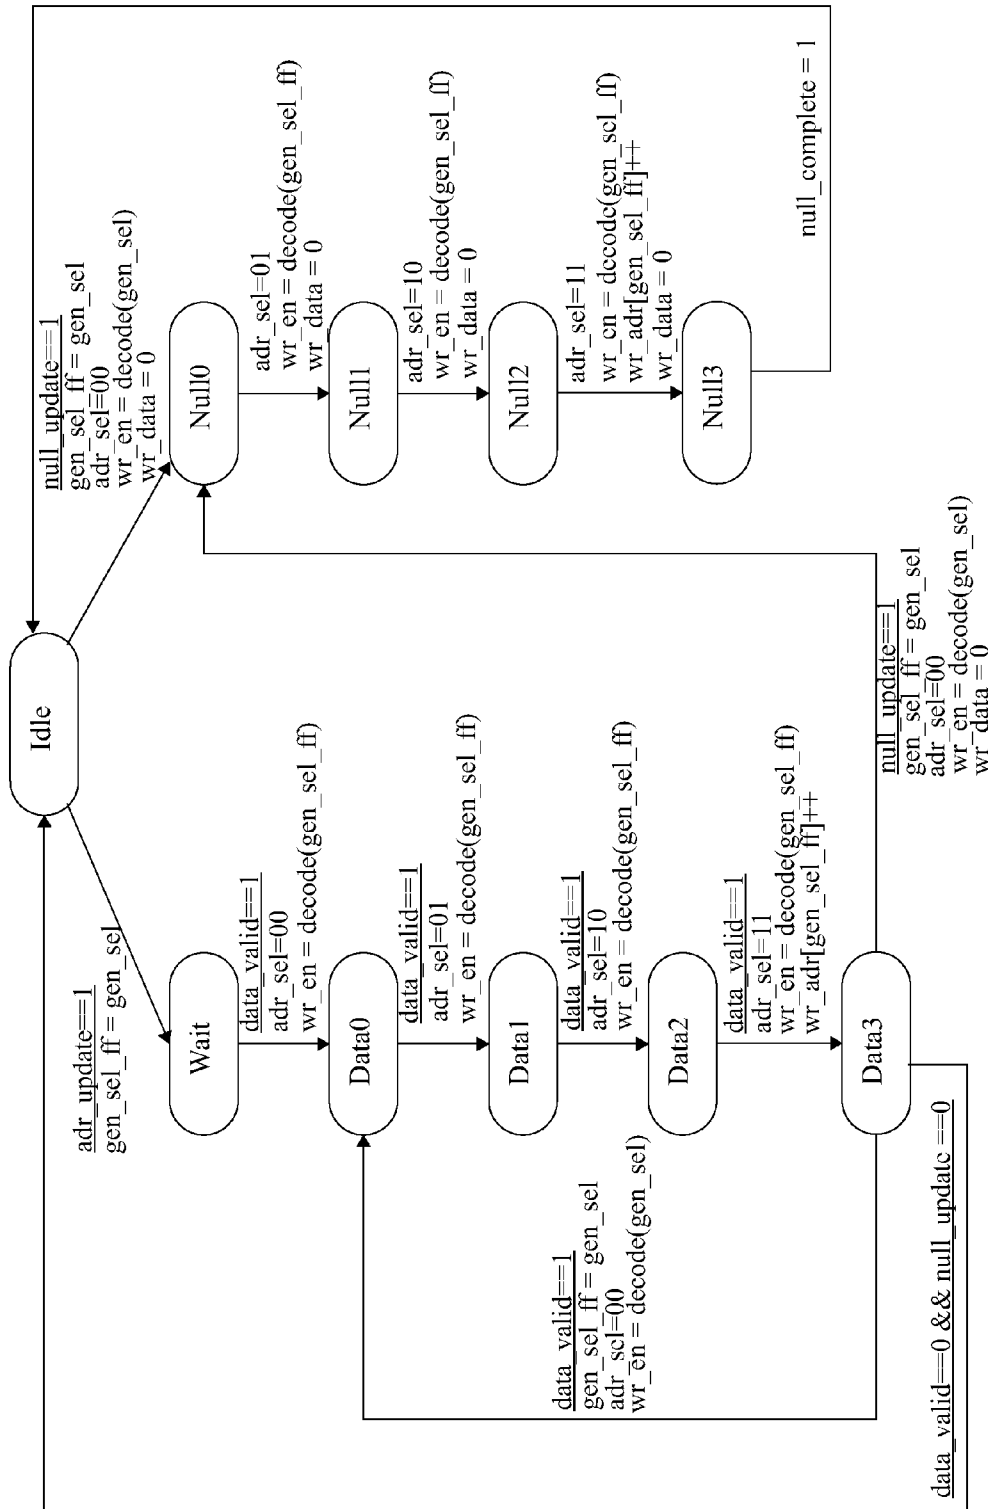 Idle
adr_update==1
gen_sel_ff = gen_sel
null_update==1
gen_sel_ff = gen_sel
adr_sel=00
wr_en = decode(gen_sel)
wr_data = 0
Wait
Null0
data_valid==1
adr_sel=00
wr_en = decode(gen_sel_ff)
adr_sel=01
wr_en = decode(gen_sel_ff)
wr_data = 0
Data0
Null1
data_valid==1
adr_sel=01
wr_en = decode(gen_sel_ff)
adr_sel=10
wr_en = decode(gen_sel_ff)
wr_data = 0
Data1
Null2
data_valid==1
adr_sel=10
wr_en = decode(gen_sel_ff)
adr_sel=11
wr_en = decode(gen_sel_ff)
wr_adr[gen_sel_ff]++
wr_data = 0
Data2
Null3
data_valid==1
adr_sel=11
wr_en = decode(gen_sel_ff)
wr_adr[gen_sel_ff]++
null_complete = 1
data_valid==1
gen_sel_ff = gen_sel
adr_sel=00
wr_en = decode(gen_sel)
Data3
null_update==1
gen_sel_ff = gen_sel
adr_sel=00
wr_en = decode(gen_sel)
wr_data = 0
data_valid==0 && null_update ==0